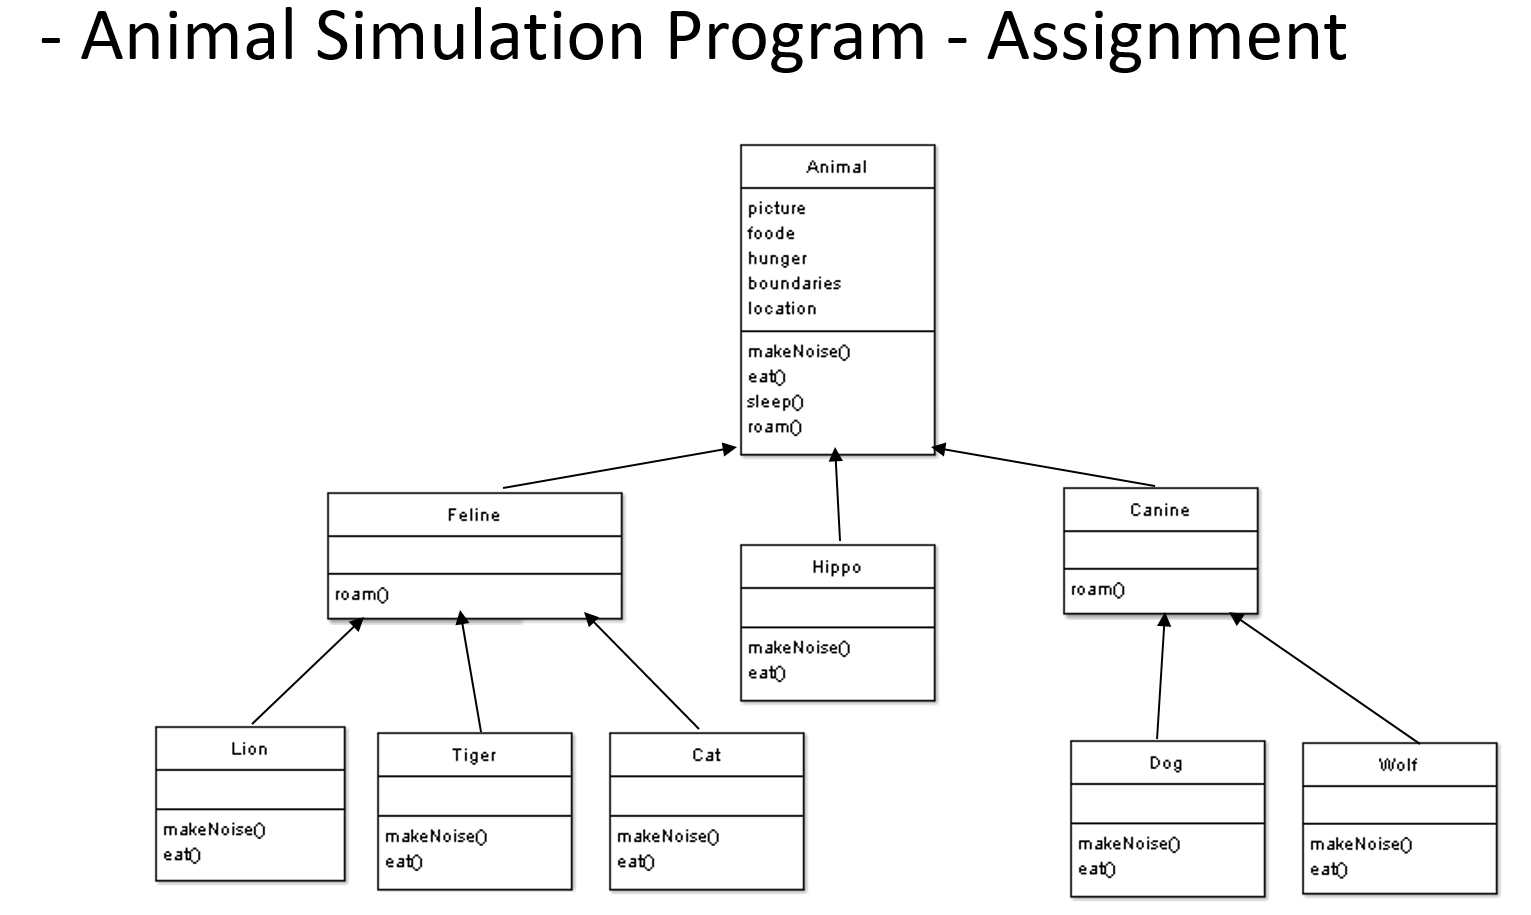 - Animal Simulation Program - Assignment
Animal
picture
foode
hunger
boundaries
location
makeNoise()
eat()
sleep()
roam()
Feline
roam()
Hippo
makeNoise()
eat()
Canine
roam()
Lion
makeNoise()
eat()
Tiger
makeNoise()
eat()
Cat
makeNoise()
eat()
Dog
makeNoise()
eat()
Wolf
makeNoise()
eat()